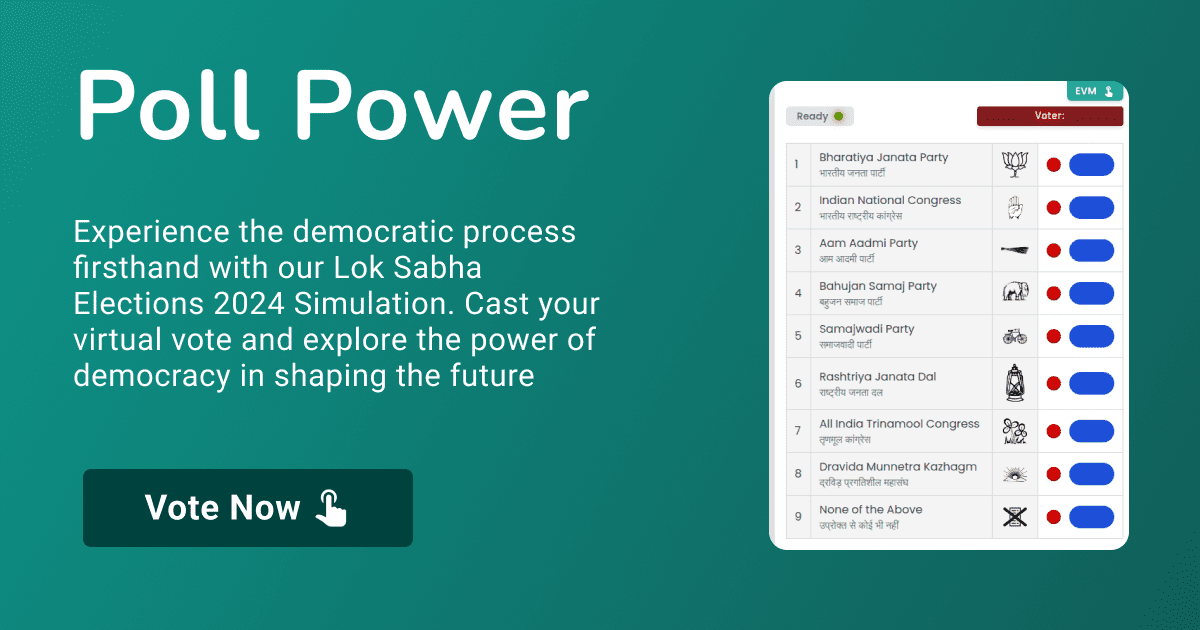 Poll Power
Experience the democratic process
firsthand with our Lok Sabha
Elections 2024 Simulation. Cast your
virtual vote and explore the power of
democracy in shaping the future
Vote Now
EVM
Ready
Voter:
1
Bharatiya Janata Party
भारतीय जनता पार्टी
2
Indian National Congress
भारतीय राष्ट्रीय कांग्रेस
3
Aam Aadmi Party
आम आदमी पार्टी
4
Bahujan Samaj Party
बहुजन समाज पार्टी
5
Samajwadi Party
समाजवादी पार्टी
6
Rashtriya Janata Dal
राष्ट्रीय जनता दल
7
All India Trinamool Congress
तृणमूल कांग्रेस
8
Dravida Munnetra Kazhagm
द्रविड़ प्रगतिशील महासंघ
9
None of the Above
उप्रोक्त से कोई भी नहीं